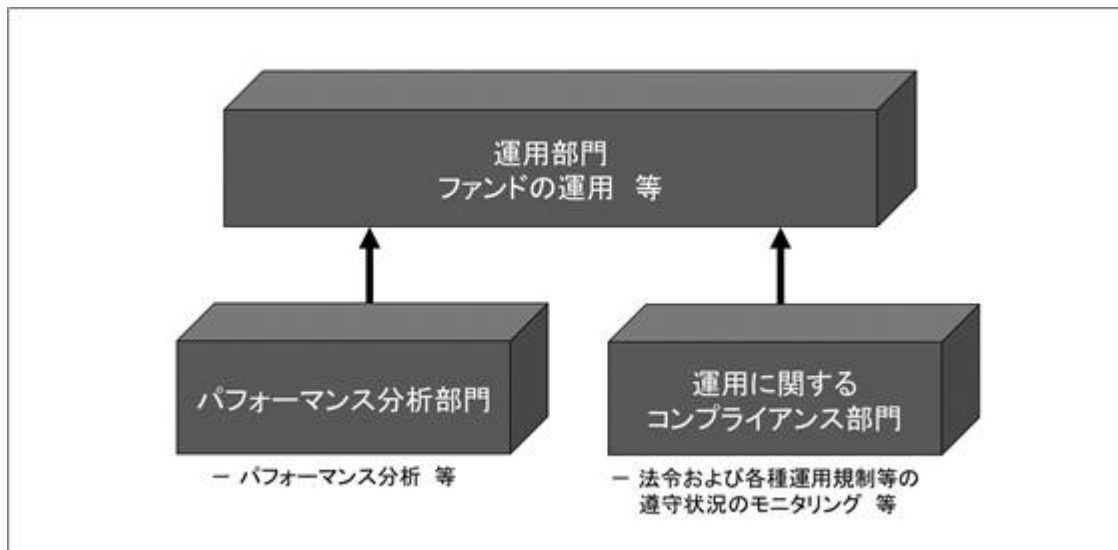 運用部門
ファンドの運用　等
パフォーマンス分析部門
－ パフォーマンス分析　等
運用に関する
コンプライアンス部門
－ 法令および各種運用規制等の
遵守状況のモニタリング　等